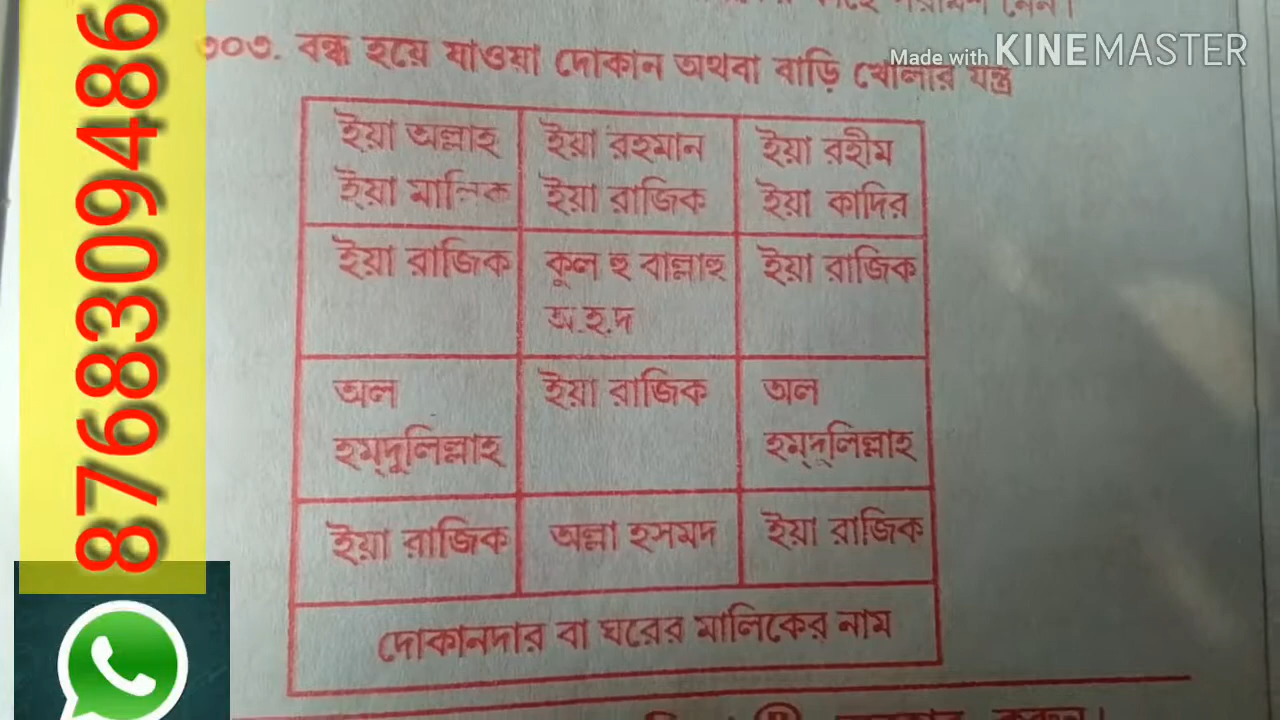 Made with KINEMASTER
৩০৩. বন্ধ হয়ে যাওয়া দোকান অথবা বাড়ি খোলার যন্ত্র
ইয়া অল্লাহ ইয়া রহমান ইয়া রহীম
ইয়া মালিক ইয়া রাজিক ইয়া কাদির
ইয়া রাজিক কুল হু বাল্লাহু ইয়া রাজিক
অ.হ.দ
অল ইয়া রাজিক অল
হম্দুলিল্লাহ হম্দুলিল্লাহ
ইয়া রাজিক অল্লা হসমদ ইয়া রাজিক
দোকানদার বা ঘরের মালিকের নাম
8768309486